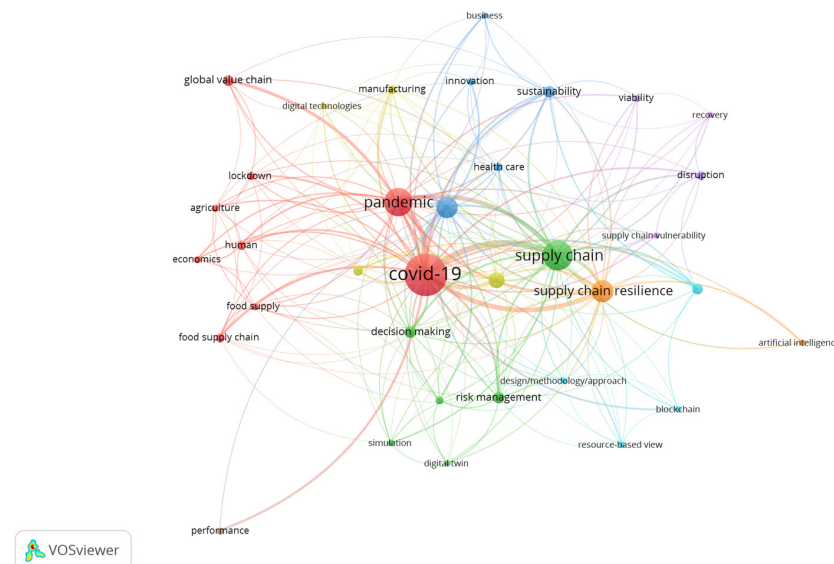 business
global value chain
innovation
manufacturing
sustainability
digital technologies
viability
recovery
health care
lockdown
disruption
pandemic
agriculture
supply chain vulnerability
human
supply chain
economics
covid-19
supply chain resilience
food supply
decision making
food supply chain
artificial intelligenc
design/methodology/approach
risk management
blockchain
simulation
resource-based view
digital twin
performance
VOSviewer